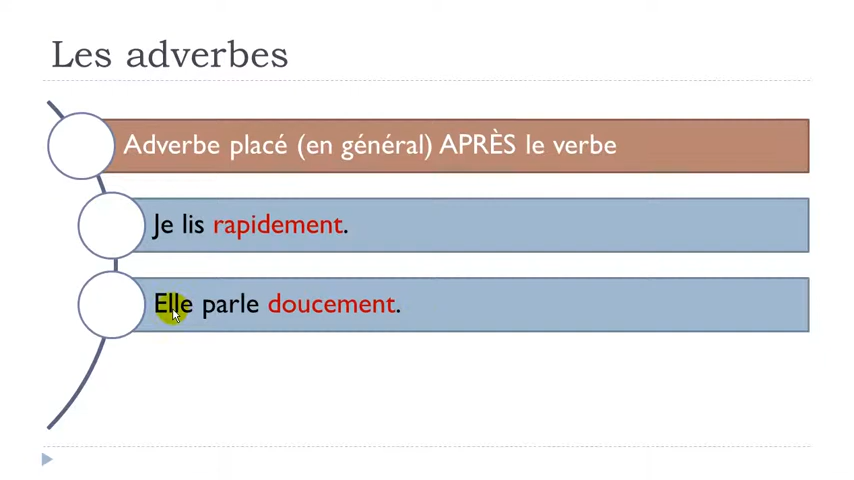 Les adverbes
Adverbe placé (en général) APRÈS le verbe
Je lis rapidement.
Elle parle doucement.